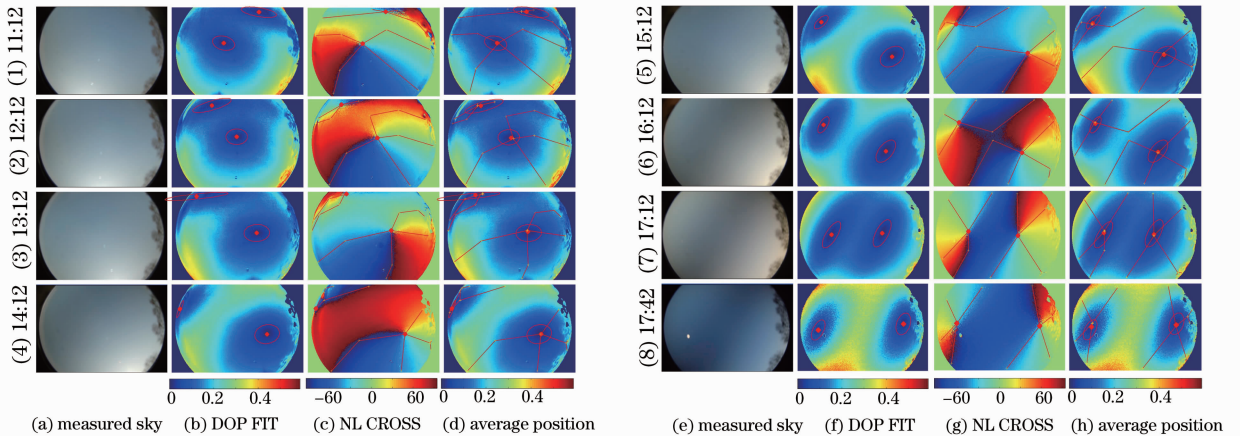 (1) 11:12
(2) 12:12
(3) 13:12
(4) 14:12
0 0.2 0.4
−60 0 60
0 0.2 0.4
(a) measured sky
(b) DOP FIT
(c) NL CROSS
(d) average position
(5) 15:12
(6) 16:12
(7) 17:12
(8) 17:42
0 0.2 0.4
−60 0 60
0 0.2 0.4
(e) measured sky
(f) DOP FIT
(g) NL CROSS
(h) average position